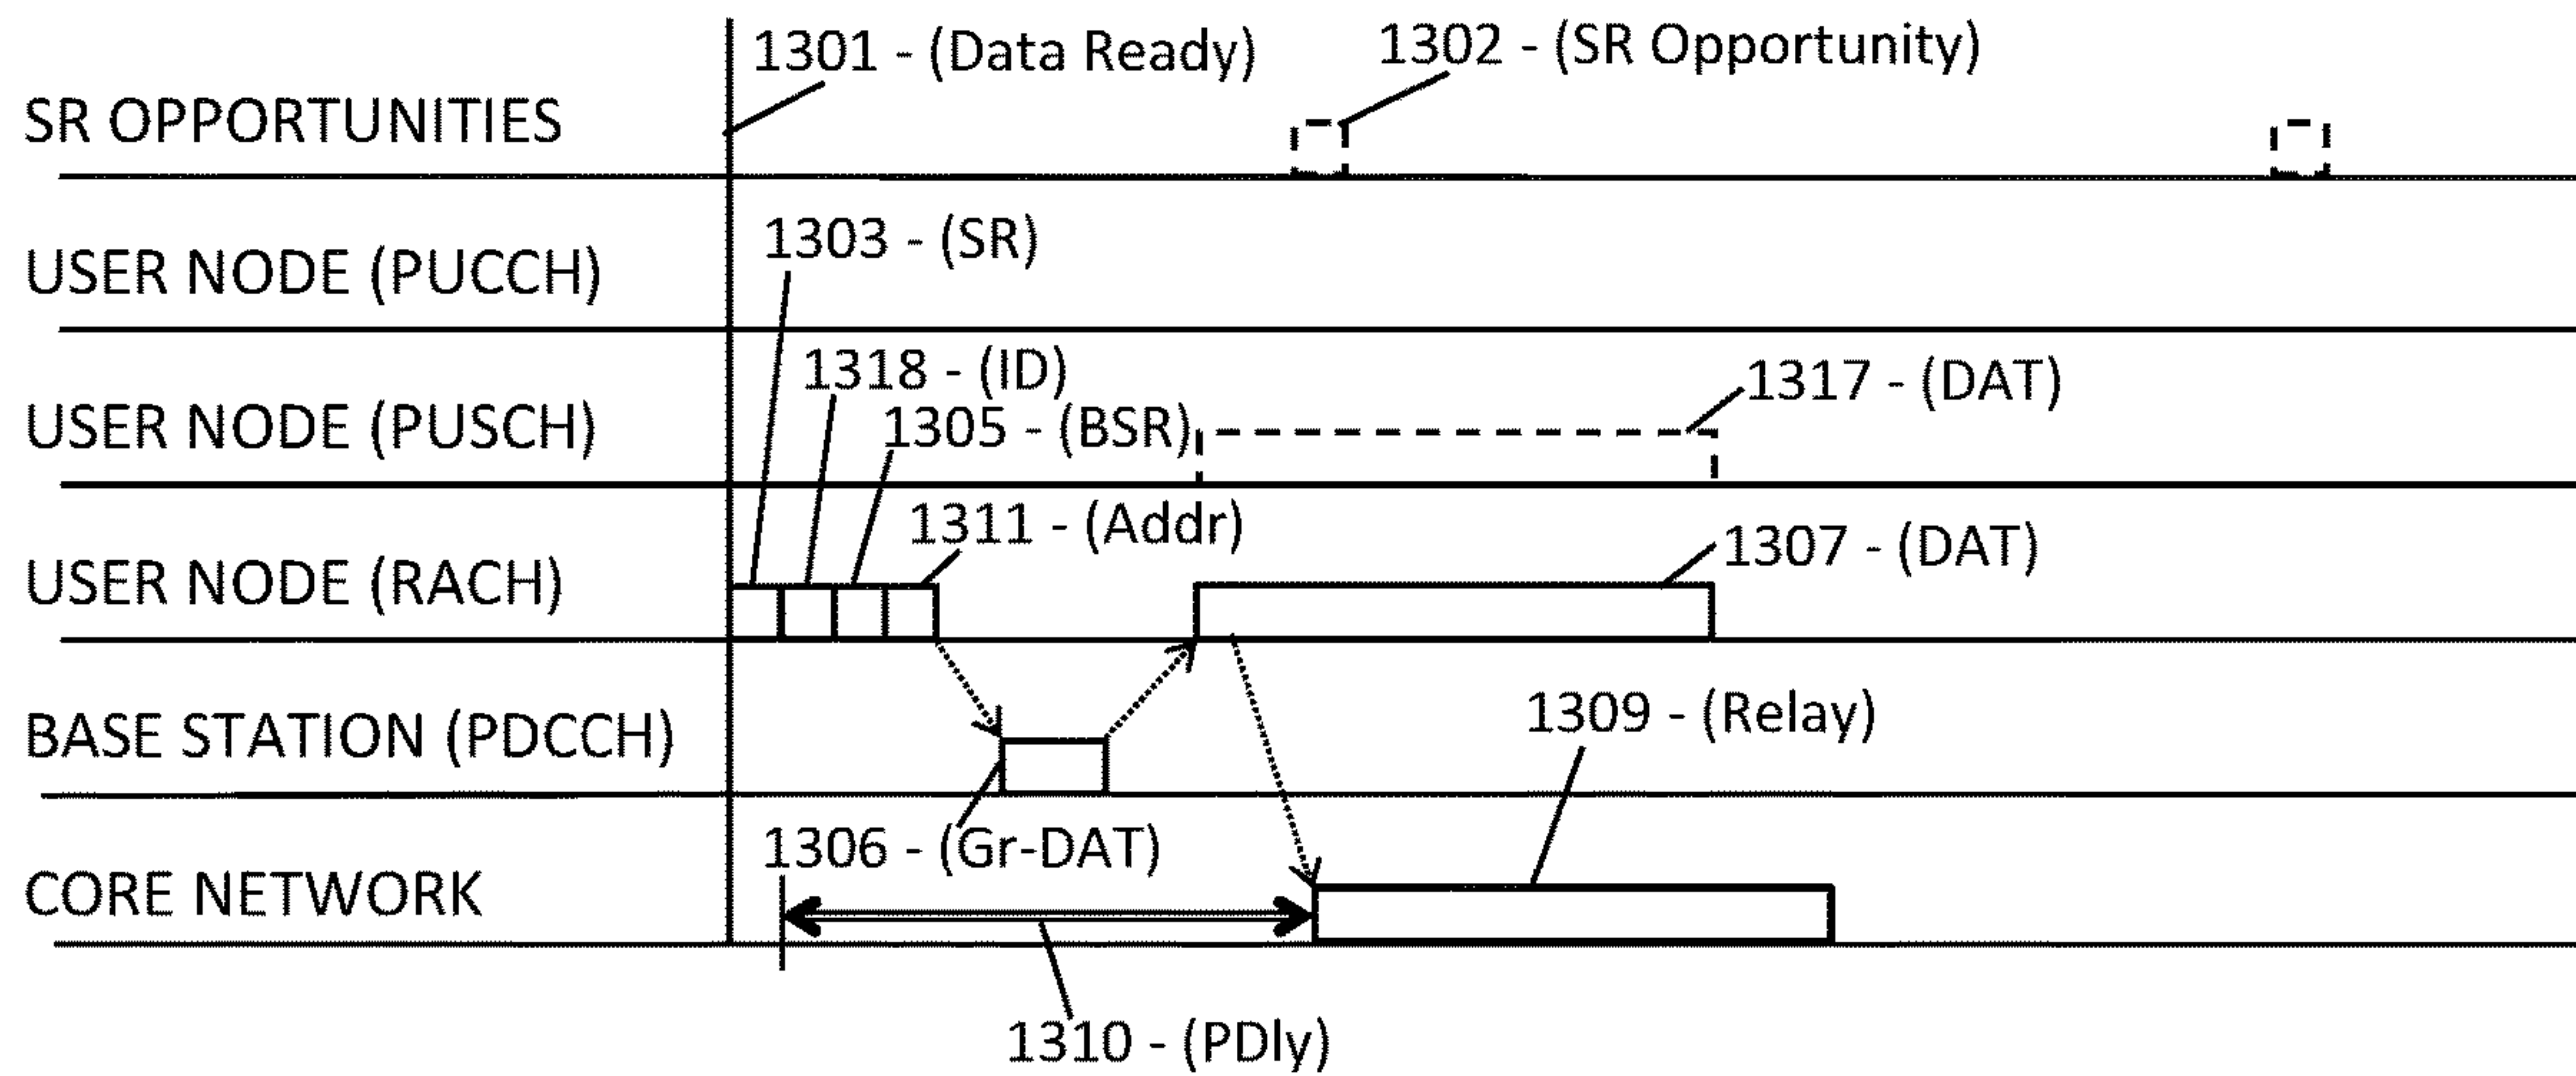 1301 - (Data Ready)
1302 - (SR Opportunity)
SR OPPORTUNITIES
1303 - (SR)
USER NODE (PUCCH)
1318 - (ID)
1317 - (DAT)
1305 - (BSR)
USER NODE (PUSCH)
1311 - (Addr)
1307 - (DAT)
USER NODE (RACH)
1309 - (Relay)
BASE STATION (PDCCH)
1306 - (Gr-DAT)
CORE NETWORK
1310 - (PDly)